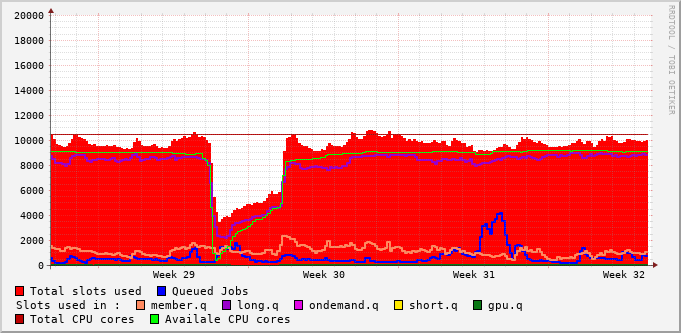 RRDTOOL / TOBI OETIKER
20000
18000
16000
14000
12000
10000
8000
6000
4000
2000
0
Week 29 Week 30 Week 31 Week 32
Total slots used Queued Jobs
Slots used in : member.q long.q ondemand.q short.q gpu.q
Total CPU cores Availale CPU cores